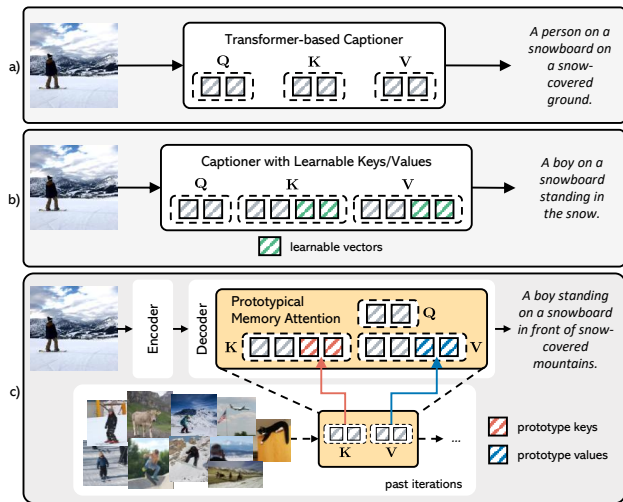 a)
Transformer-based Captioner
Q K V
A person on a
snowboard on
a snow-
covered
ground.
b)
Captioner with Learnable Keys/Values
Q K V
learnable vectors
A boy on a
snowboard
standing in
the snow.
c)
Encoder
Decoder
Prototypical
Memory Attention
Q
K
V
A boy standing
on a snowboard
in front of snow-
covered
mountains.
K V
...
past iterations
prototype keys
prototype values